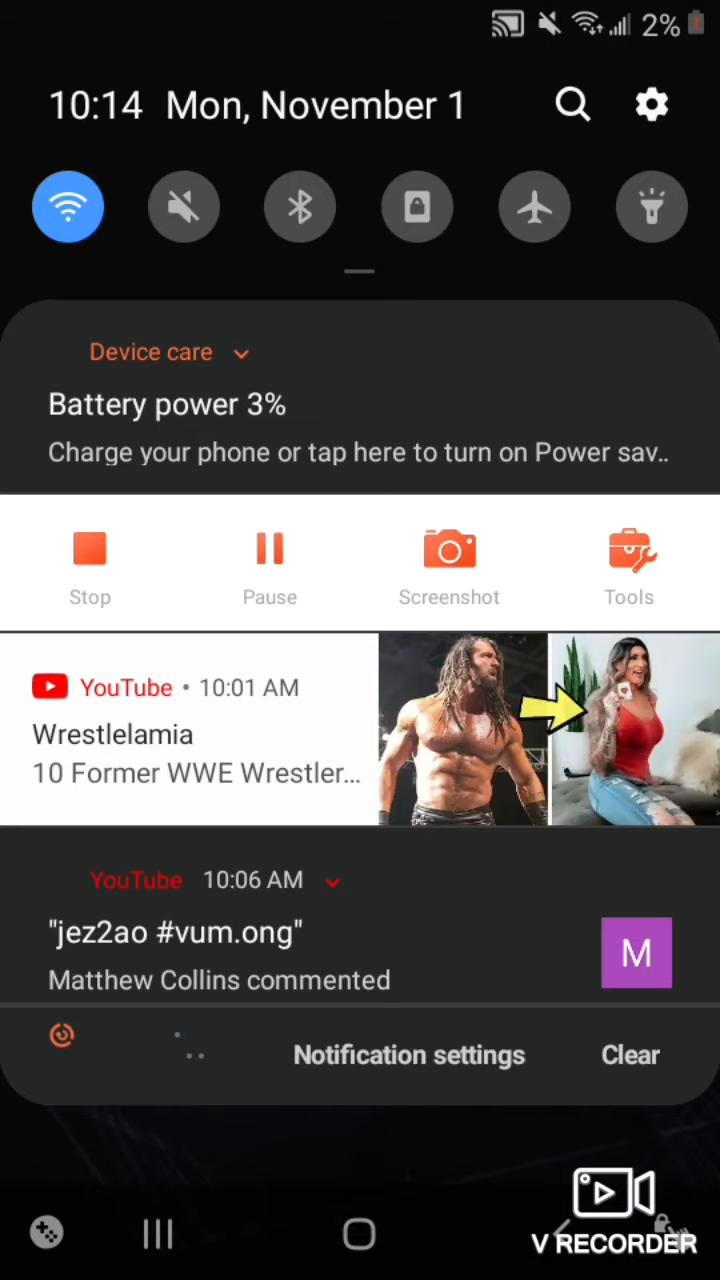 2%
10:14 Mon, November 1
Device care
Battery power 3%
Charge your phone or tap here to turn on Power sav..
Stop Pause Screenshot Tools
YouTube • 10:01 AM
Wrestlelamia
10 Former WWE Wrestler...
YouTube 10:06 AM
"jez2ao #vum.ong"
M
Matthew Collins commented
Notification settings Clear
V RECORDER